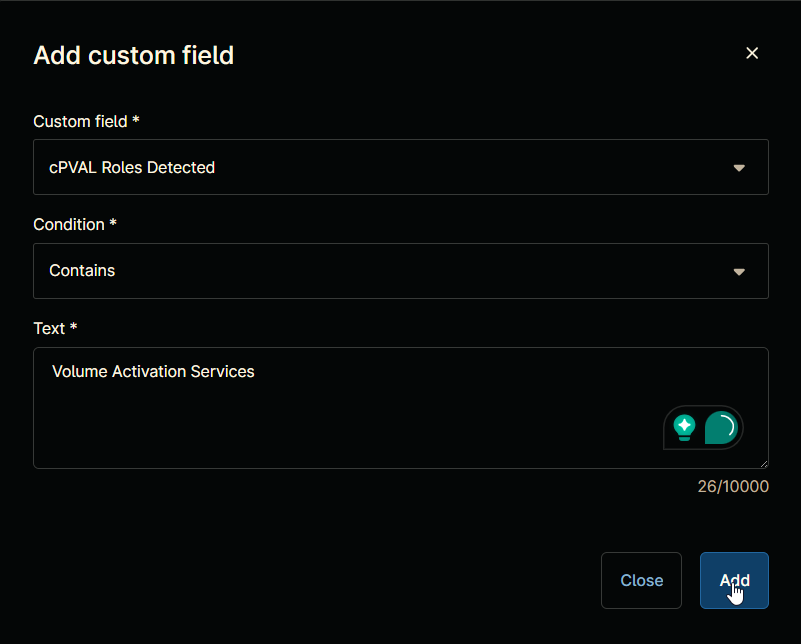 Add custom field
Custom field *
cPVAL Roles Detected
Condition *
Contains
Text *
Volume Activation Services
26/10000
Close
Add